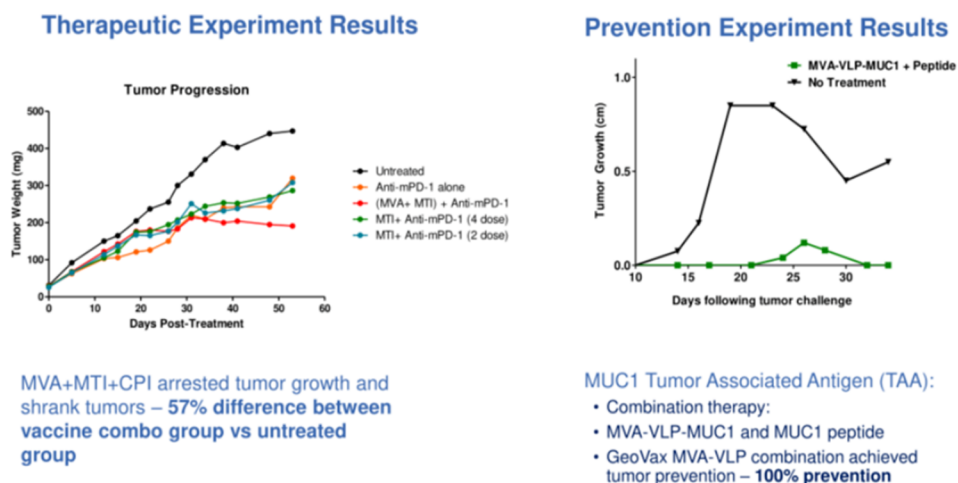 Therapeutic Experiment Results
Tumor Progression
Tumor Weight (mg)
500
400
300
200
100
0
0
10
20
30
40
50
60
Days Post-Treatment
Untreated
Anti-mPD-1 alone
(MVA+ MTI) + Anti-mPD-1
MTI+ Anti-mPD-1 (4 dose)
MTI+ Anti-mPD-1 (2 dose)
MVA+MTI+CPI arrested tumor growth and
shrank tumors – 57% difference between
vaccine combo group vs untreated
group
Prevention Experiment Results
MVA-VLP-MUC1 + Peptide
No Treatment
Tumor Growth (cm)
1.0
0.5
0.0
10
15
20
25
30
Days following tumor challenge
MUC1 Tumor Associated Antigen (TAA):
• Combination therapy:
• MVA-VLP-MUC1 and MUC1 peptide
• GeoVax MVA-VLP combination achieved
tumor prevention – 100% prevention